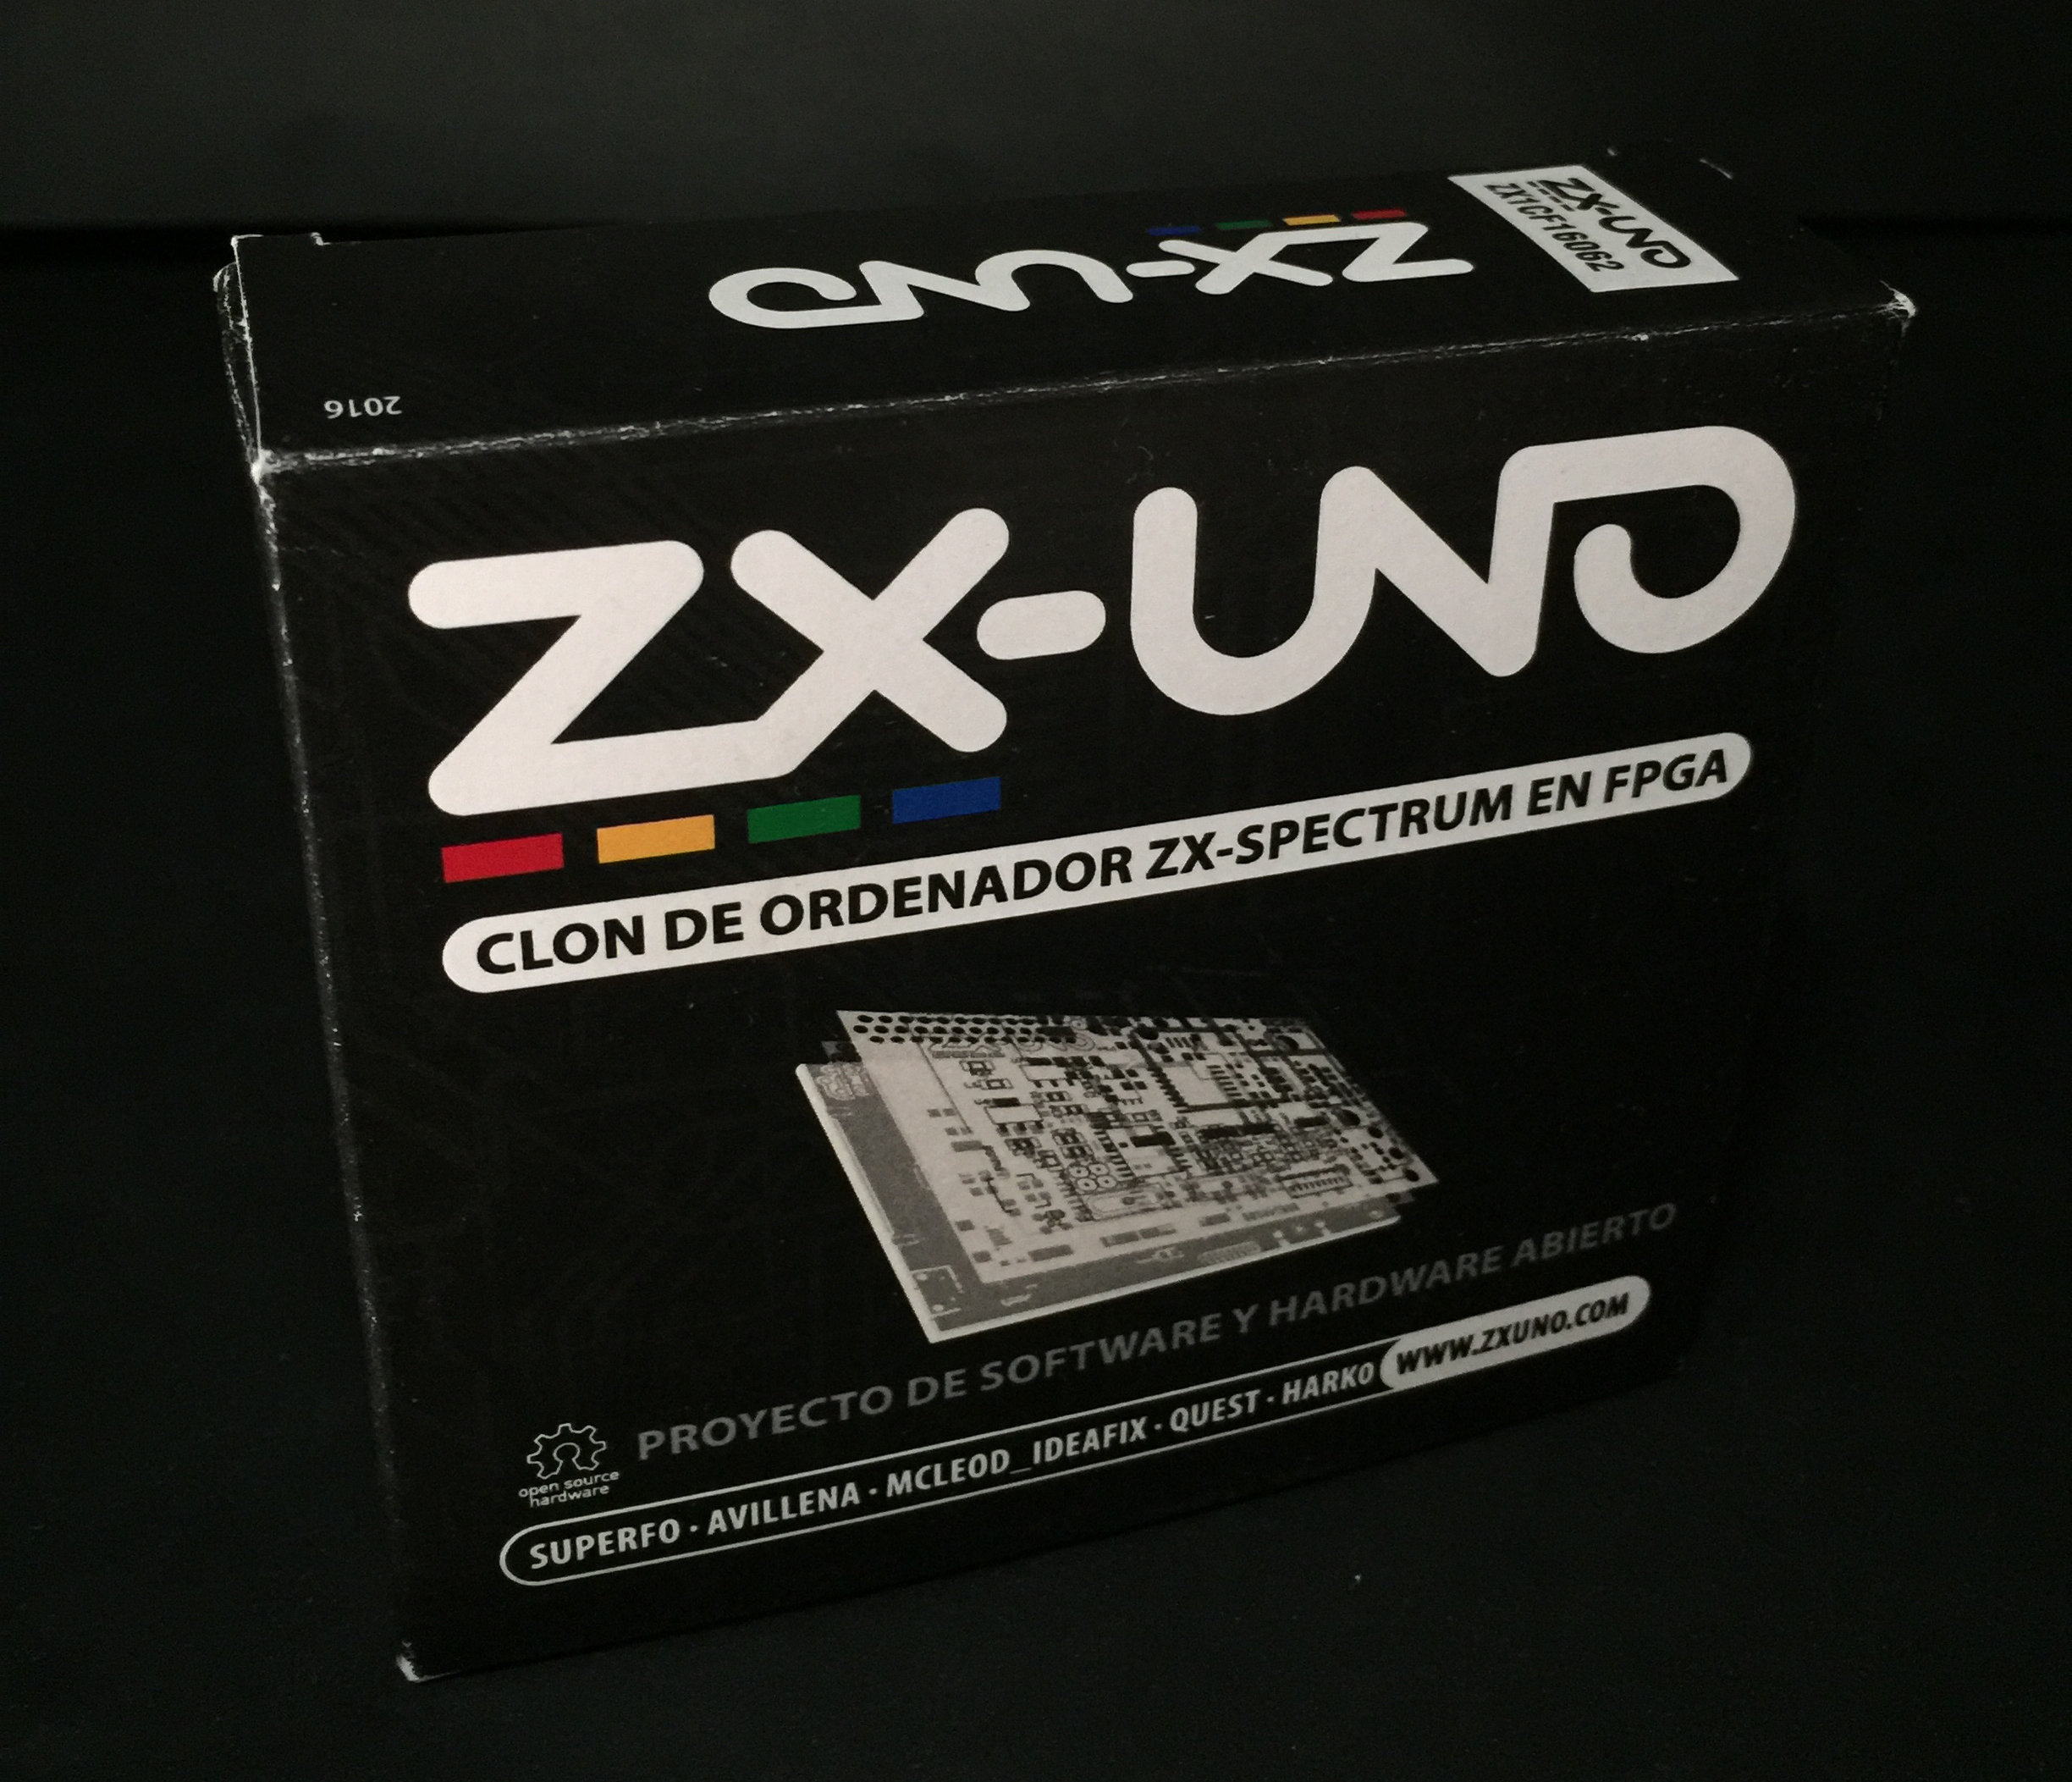 ZX-UNO
ZX1CF16062
ZX-UNO
2016
ZX-UNO
CLON DE ORDENADOR ZX-SPECTRUM EN FPGA
PROYECTO DE SOFTWARE Y HARDWARE ABIERTO
open source
hardware
SUPERFO · AVILLENA · MCLEOD_IDEAFIX · QUEST · HARKO WWW.ZXUNO.COM